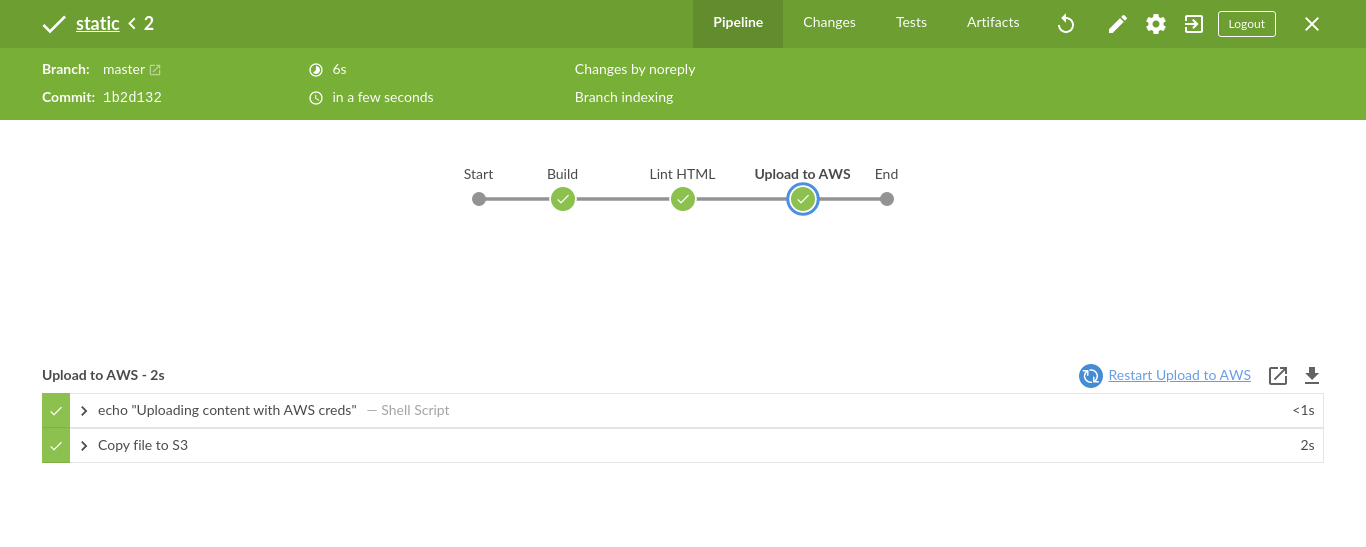 static < 2 Pipeline Changes Tests Artifacts Logout
Branch: master 6s Changes by noreply
Commit: 1b2d132 in a few seconds Branch indexing
Start Build Lint HTML Upload to AWS End
Upload to AWS - 2s Restart Upload to AWS
echo "Uploading content with AWS creds" — Shell Script <1s
Copy file to S3 2s